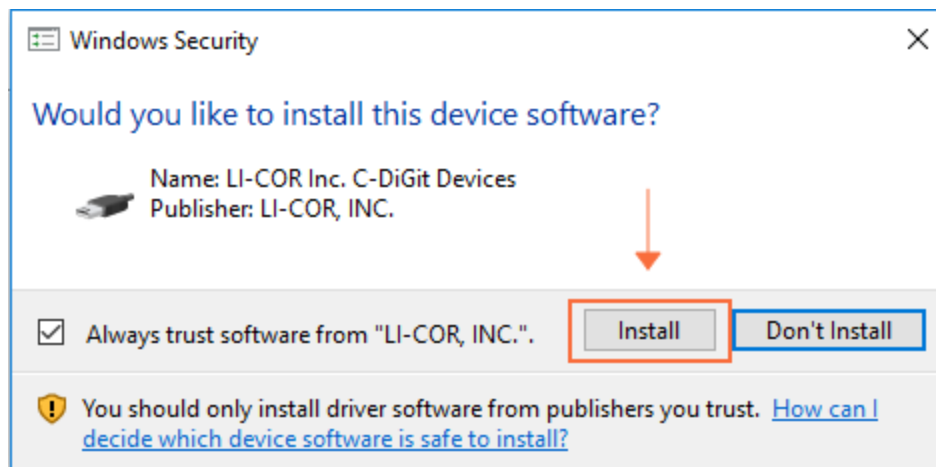 Windows Security
Would you like to install this device software?
Name: LI-COR Inc. C-DiGit Devices
Publisher: LI-COR, INC.
Always trust software from "LI-COR, INC.".
Install
Don't Install
You should only install driver software from publishers you trust. How can I
decide which device software is safe to install?